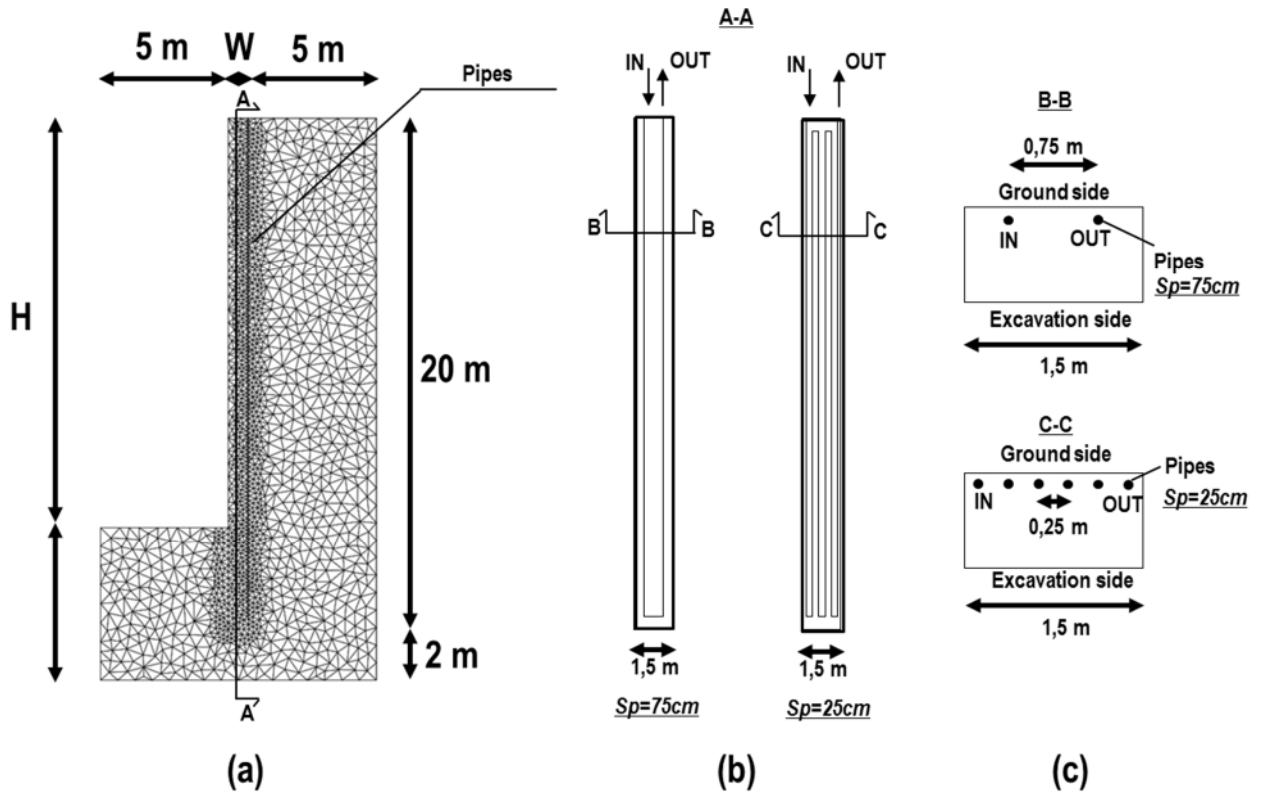 5 m W 5 m
Pipes
A
H
20 m
2 m
A
(a)
A-A
IN OUT
IN OUT
B B
C C
1,5 m
1,5 m
Sp=75cm
Sp=25cm
(b)
B-B
0,75 m
Ground side
IN
OUT
Pipes
Sp=75cm
Excavation side
1,5 m
C-C
Ground side
Pipes
IN
OUT
Sp=25cm
0,25 m
Excavation side
1,5 m
(c)